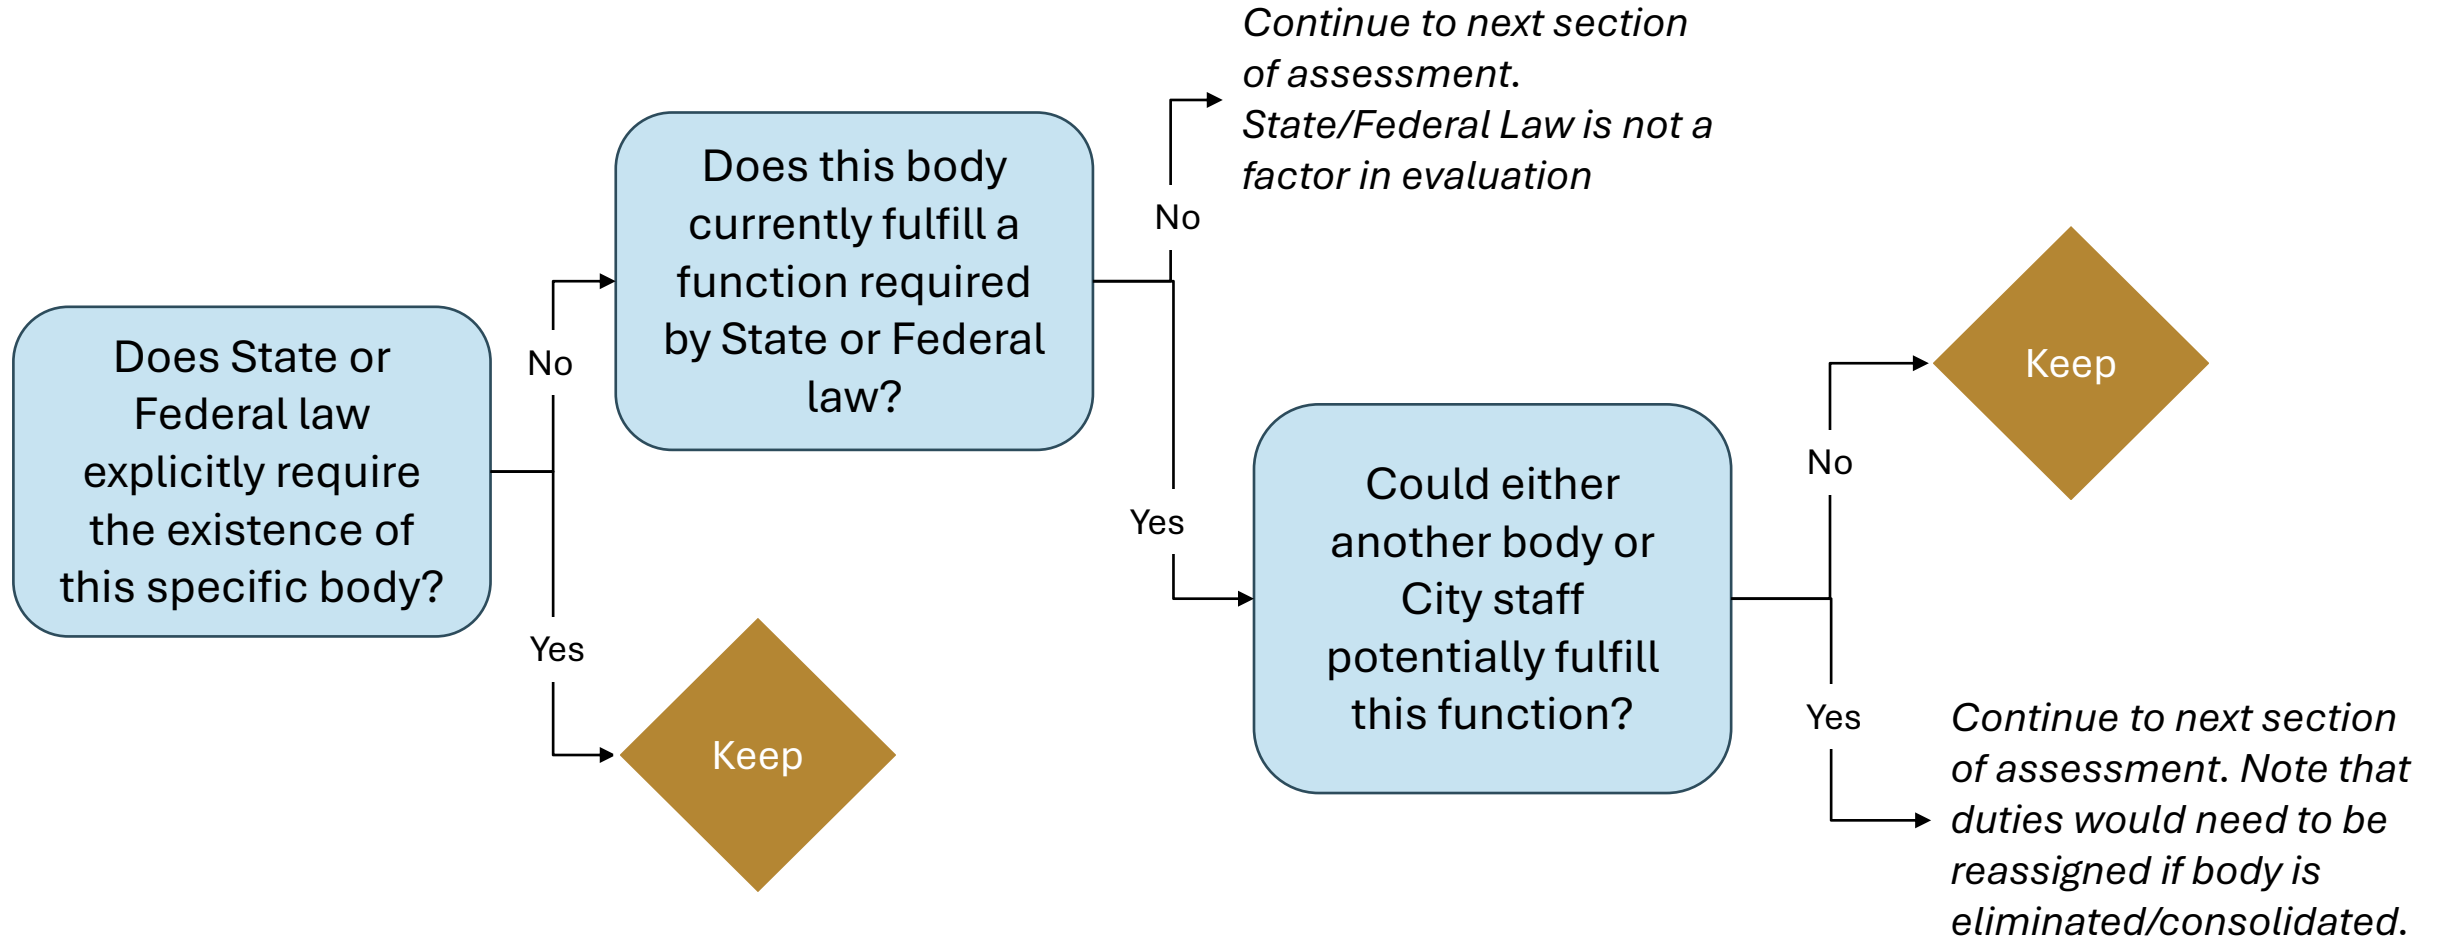 Does State or
Federal law
explicitly require
the existence of
this specific body?
No
Yes
Keep
Does this body
currently fulfill a
function required
by State or Federal
law?
No
Continue to next section
of assessment.
State/Federal Law is not a
factor in evaluation
Yes
Could either
another body or
City staff
potentially fulfill
this function?
No
Keep
Yes
Continue to next section
of assessment. Note that
duties would need to be
reassigned if body is
eliminated/consolidated.